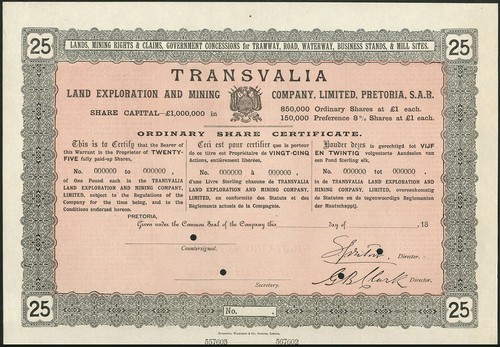 25
25
LANDS, MINING RIGHTS & CLAIMS, GOVERNMENT CONCESSIONS for TRAMWAY, ROAD, WATERWAY, BUSINESS STANDS, & MILL SITES.
TRANSVALIA
LAND EXPLORATION AND MINING COMPANY, LIMITED, PRETORIA, S.A.R.
SHARE CAPITAL—£1,000,000 in
850,000 Ordinary Shares at £1 each.
150,000 Preference 8% Shares at £1 each.
ORDINARY SHARE CERTIFICATE.
This is to Certify that the Bearer of
this Warrant is the Proprietor of TWENTY-
FIVE fully paid-up Shares,
No. 000000 to 000000
of One Pound each in the TRANSVALIA
LAND EXPLORATION AND MINING COMPANY,
LIMITED, subject to the Regulations of the
Company for the time being, and to the
Conditions endorsed hereon.
Ceci est pour certifier que le porteur
de ce titre est Propriétaire de VINGT-CINQ
Actions, entièrement libérées,
No. 000000 à 000000
d'une Livre Sterling chacune de TRANSVALIA
LAND EXPLORATION AND MINING COMPANY,
LIMITED, en conformité des Statuts et des
Règlements actuels de la Compagnie.
Houder dezes is gerechtigd tot VIJF
EN TWINTIG volgestorte Aandeelen van
een Pond Sterling elk,
No. 000000 tot 000000
in de TRANSVALIA LAND EXPLORATION AND
MINING COMPANY, LIMITED, overeenkomstig
de Statuten en de tegenwoordige Reglementen
der Maatschappij.
PRETORIA,
Given under the Common Seal of the Company this
Day of
18
Countersignat.
Director.
Secretary.
G B Clark
Director.
No.
25
25
557603
567602